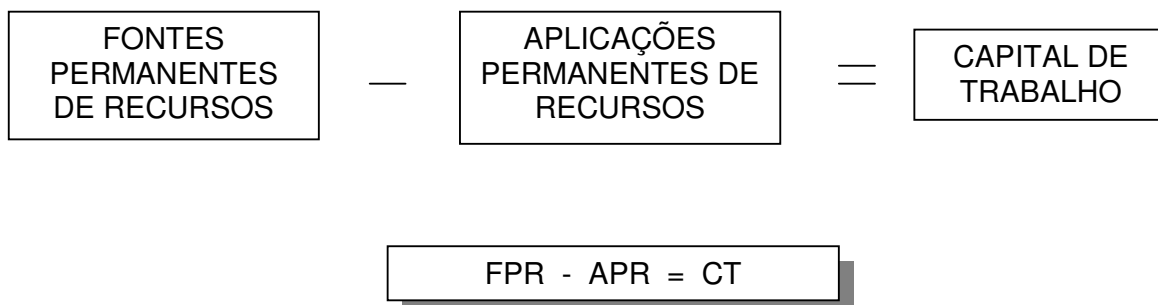 FONTES
PERMANENTES
DE RECURSOS
—
APLICAÇÕES
PERMANENTES DE
RECURSOS
=
CAPITAL DE
TRABALHO
FPR - APR = CT